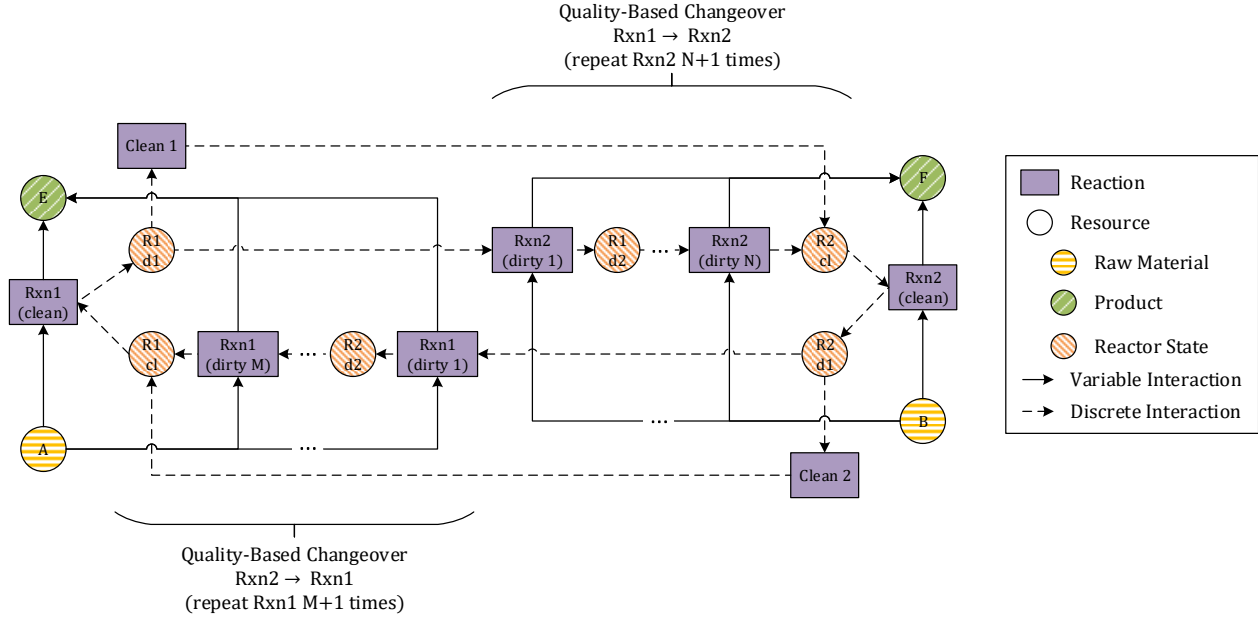 Quality-Based Changeover
Rxn1 → Rxn2
(repeat Rxn2 N+1 times)
Clean 1
E
F
R1
d1
Rxn2
(dirty 1)
R1
d2
...
Rxn2
(dirty N)
R2
cl
Rxn1
(clean)
Rxn2
(clean)
R1
cl
Rxn1
(dirty M)
...
R2
d2
Rxn1
(dirty 1)
R2
d1
A
...
...
B
Clean 2
Quality-Based Changeover
Rxn2 → Rxn1
(repeat Rxn1 M+1 times)
Reaction
Resource
Raw Material
Product
Reactor State
Variable Interaction
Discrete Interaction